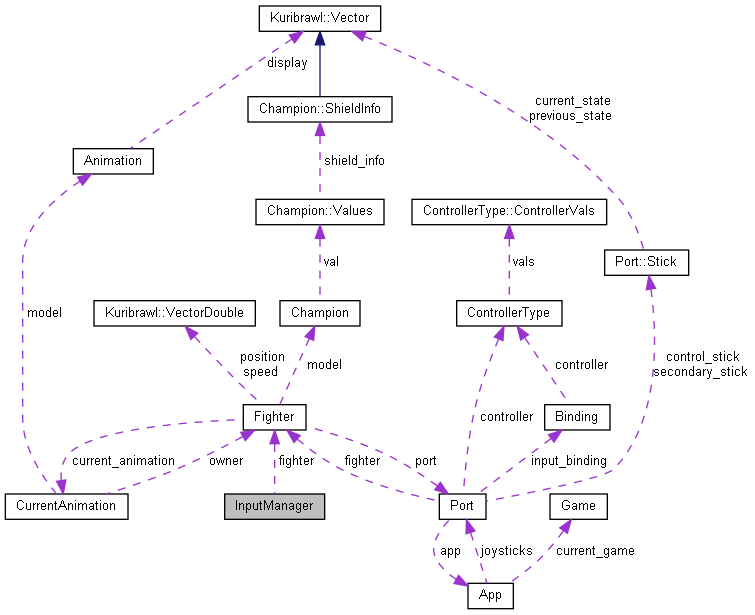 Kuribrawl::Vector
display
Champion::ShieldInfo
current_state
previous_state
Animation
shield_info
Champion::Values
ControllerType::ControllerVals
val
vals
Port::Stick
model
Kuribrawl::VectorDouble
Champion
ControllerType
position
speed
model
controller
control_stick
secondary_stick
Fighter
controller
Binding
current_animation
owner
fighter
fighter
port
input_binding
CurrentAnimation
InputManager
Port
Game
app
joysticks
current_game
App